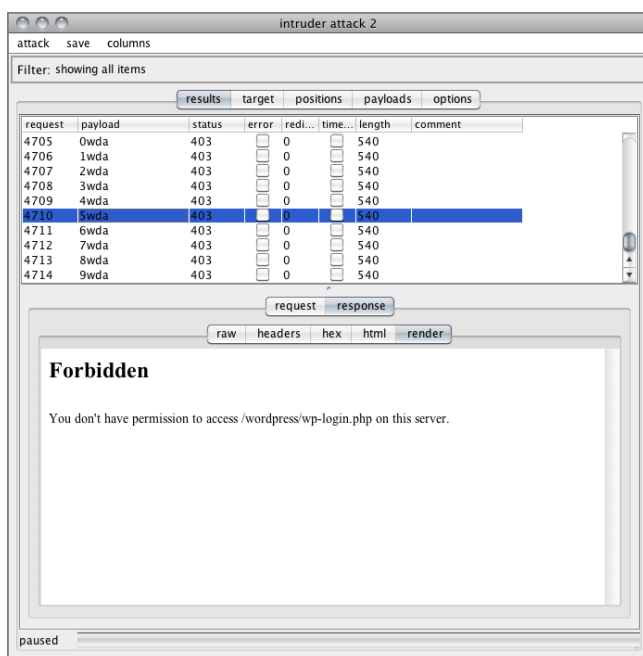 intruder attack 2
attack save columns
Filter: showing all items
results target positions payloads options
request payload status error redi... time... length comment
4705 0wda 403 0 540
4706 1wda 403 0 540
4707 2wda 403 0 540
4708 3wda 403 0 540
4709 4wda 403 0 540
4710 5wda 403 0 540
4711 6wda 403 0 540
4712 7wda 403 0 540
4713 8wda 403 0 540
4714 9wda 403 0 540
request response
raw headers hex html render
Forbidden
You don't have permission to access /wordpress/wp-login.php on this server.
paused